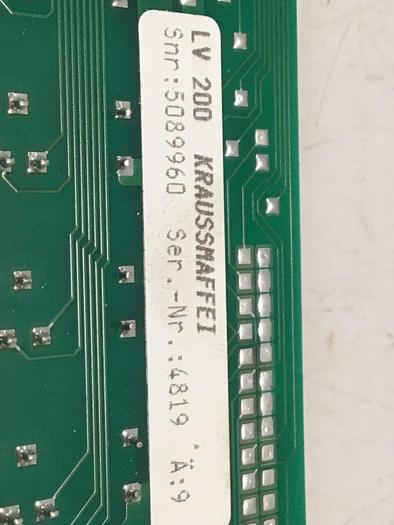 LV 200 KRAUSSMAFFEI
Snr:5089960 Ser.-Nr.:4819 Ä:9